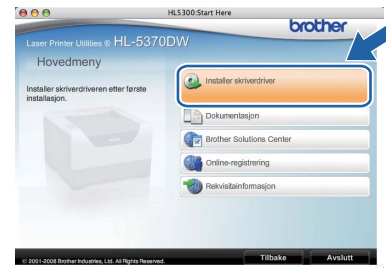 HL5300:Start Here
brother
Laser Printer Utilities ® HL-5370DW
Hovedmeny
Installer skriverdriveren etter første
installasjon.
Installer skriverdriver
Dokumentasjon
Brother Solutions Center
Online-registrering
Rekvisitainformasjon
© 2001-2008 Brother Industries, Ltd. All Rights Reserved.
Tilbake
Avslutt